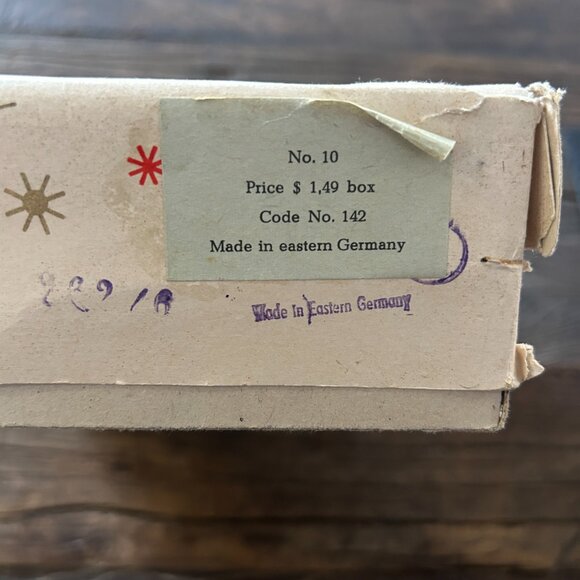 No. 10
Price $ 1,49 box
Code No. 142
Made in eastern Germany
Made In Eastern Germany